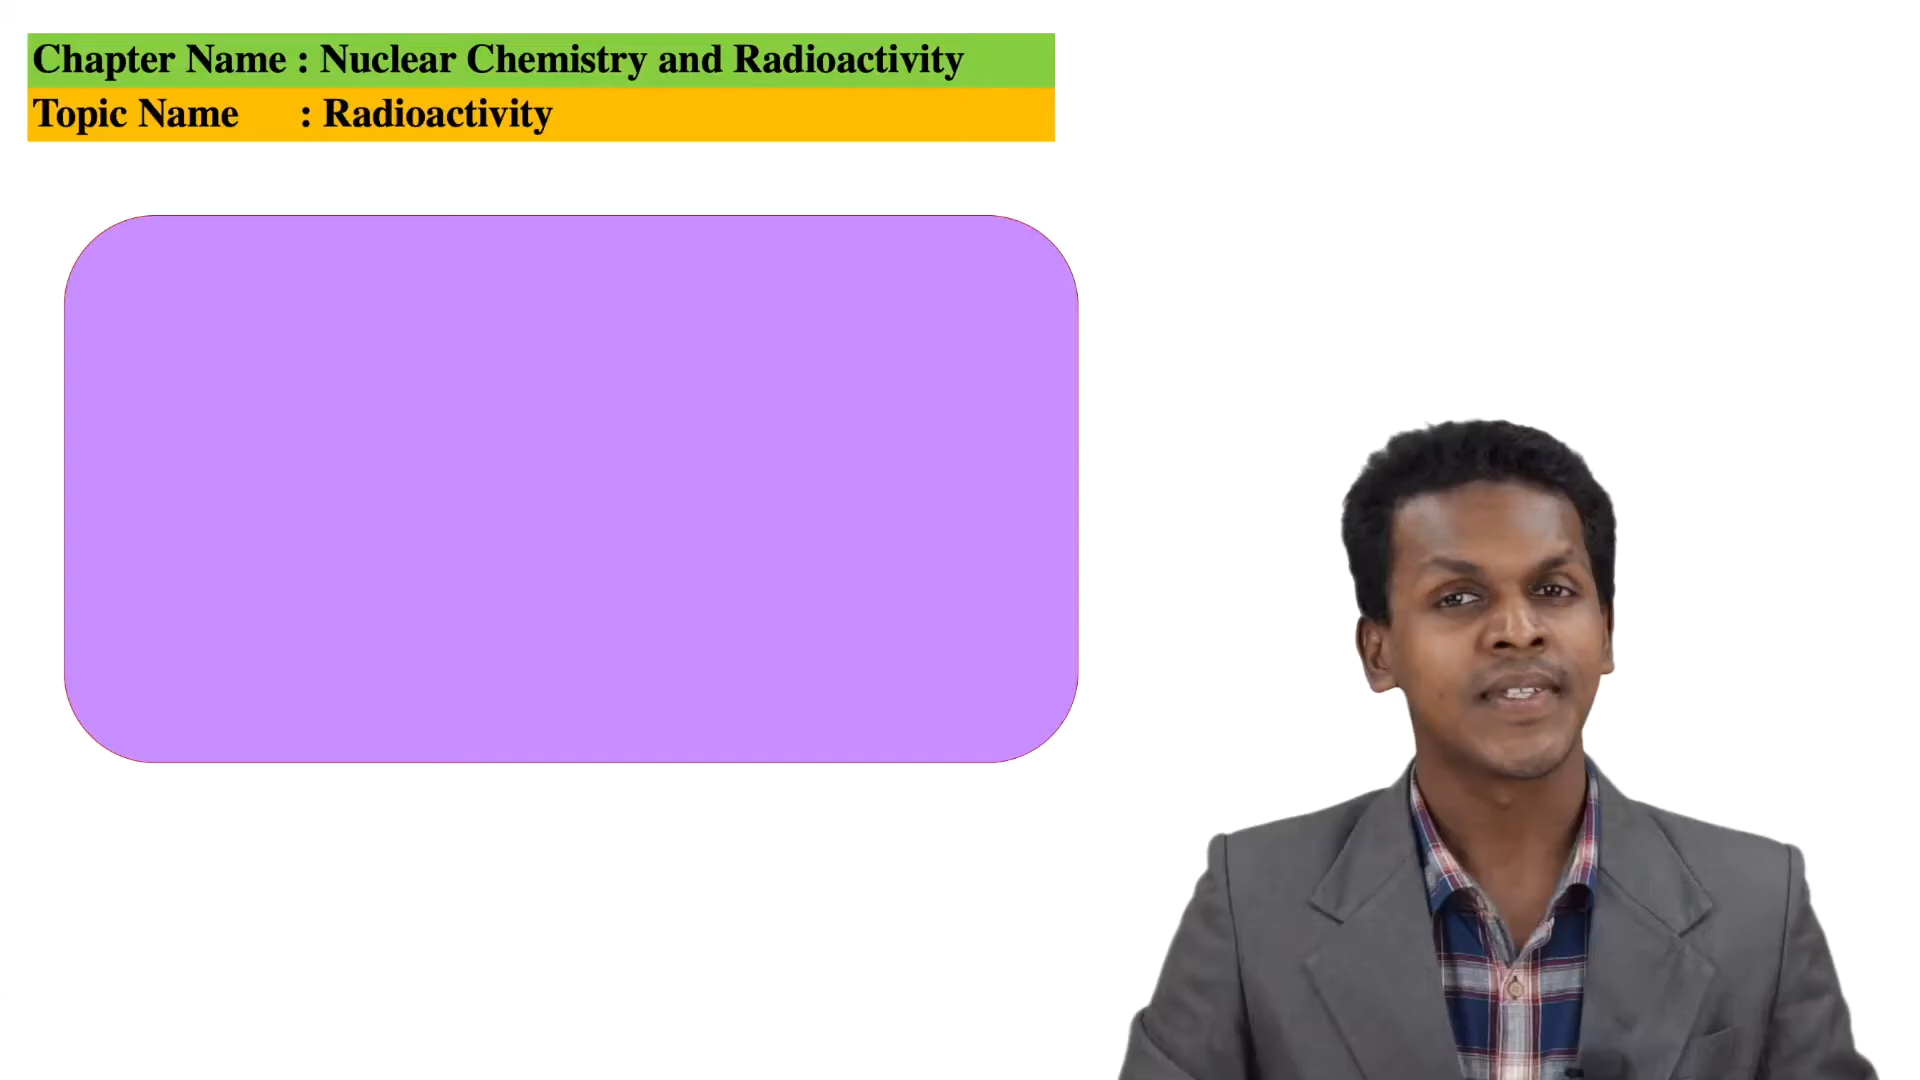 Chapter Name : Nuclear Chemistry and Radioactivity
Topic Name : Radioactivity